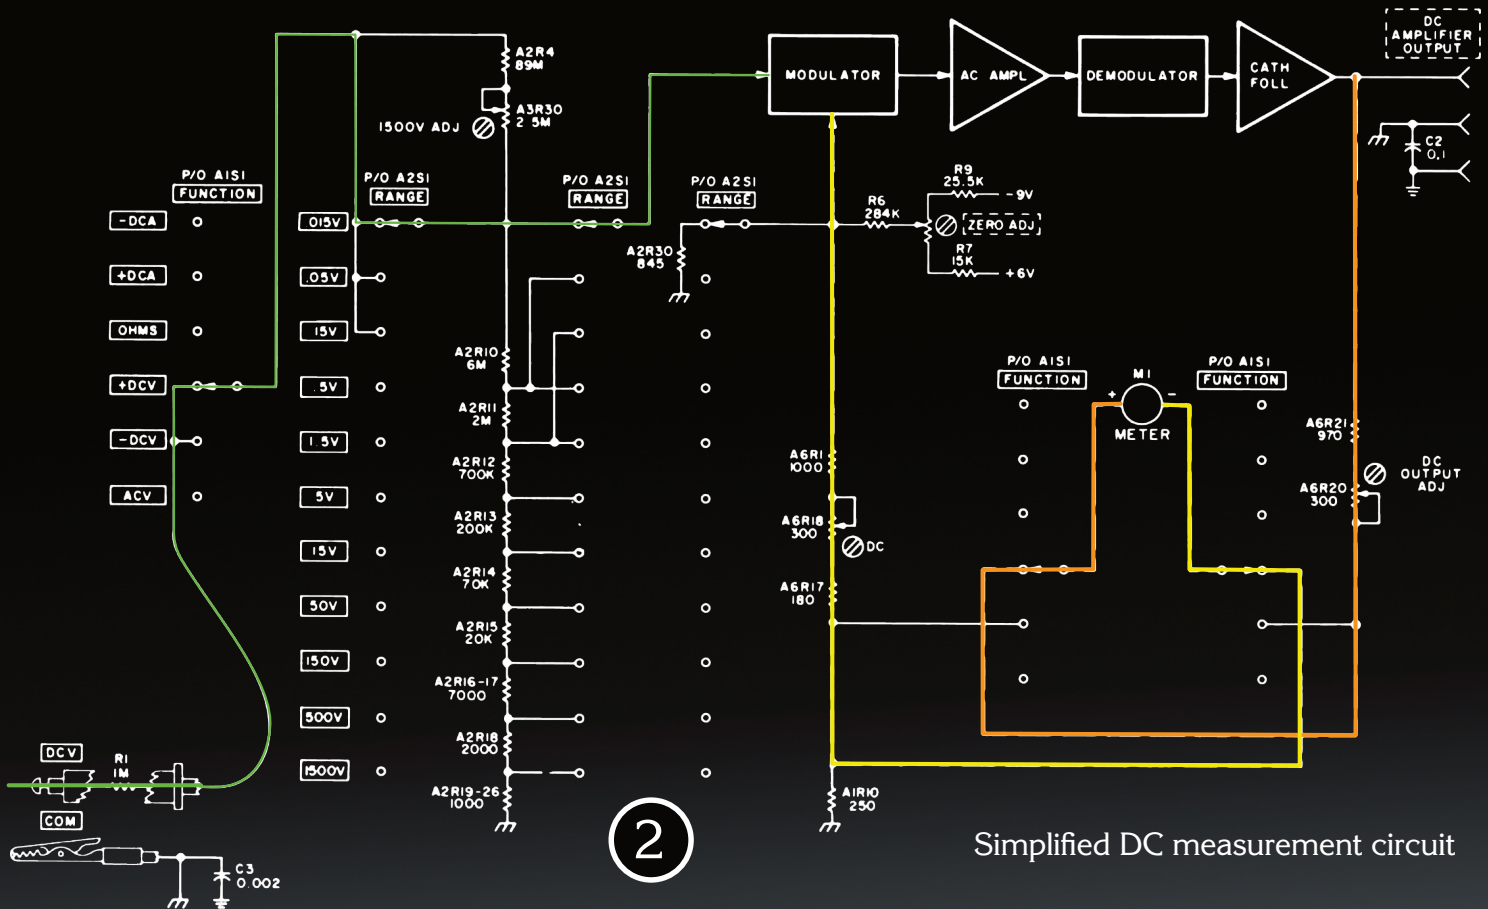 DC
AMPLIFIER
OUTPUT
A2R4
89M
MODULATOR
AC AMPL
DEMODULATOR
CATH
FOLL
A3R30
2 5M
1500V ADJ
C2
0.1
P/O A1S1
FUNCTION
P/O A2S1
RANGE
P/O A2S1
RANGE
P/O A2S1
RANGE
R9
25.5K
-9V
R6
284K
ZERO ADJ
R7
15K
+6V
-DCA
.015V
A2R30
845
+DCA
.05V
OHMS
15V
A2R10
6M
P/O A1S1
FUNCTION
M1
P/O A1S1
FUNCTION
+DCV
.5V
+
-
METER
A2R11
2M
A6R21
970
-DCV
1.5V
A2R12
700K
A6R1
1000
DC
OUTPUT
ADJ
ACV
5V
A6R20
300
A2R13
200K
A6R18
300
DC
15V
A2R14
70K
A6R17
180
50V
A2R15
20K
150V
A2R16-17
7000
500V
A2R18
2000
DCV
R1
1M
1500V
A2R19-26
1000
A1R10
250
COM
2
Simplified DC measurement circuit
C3
0.002